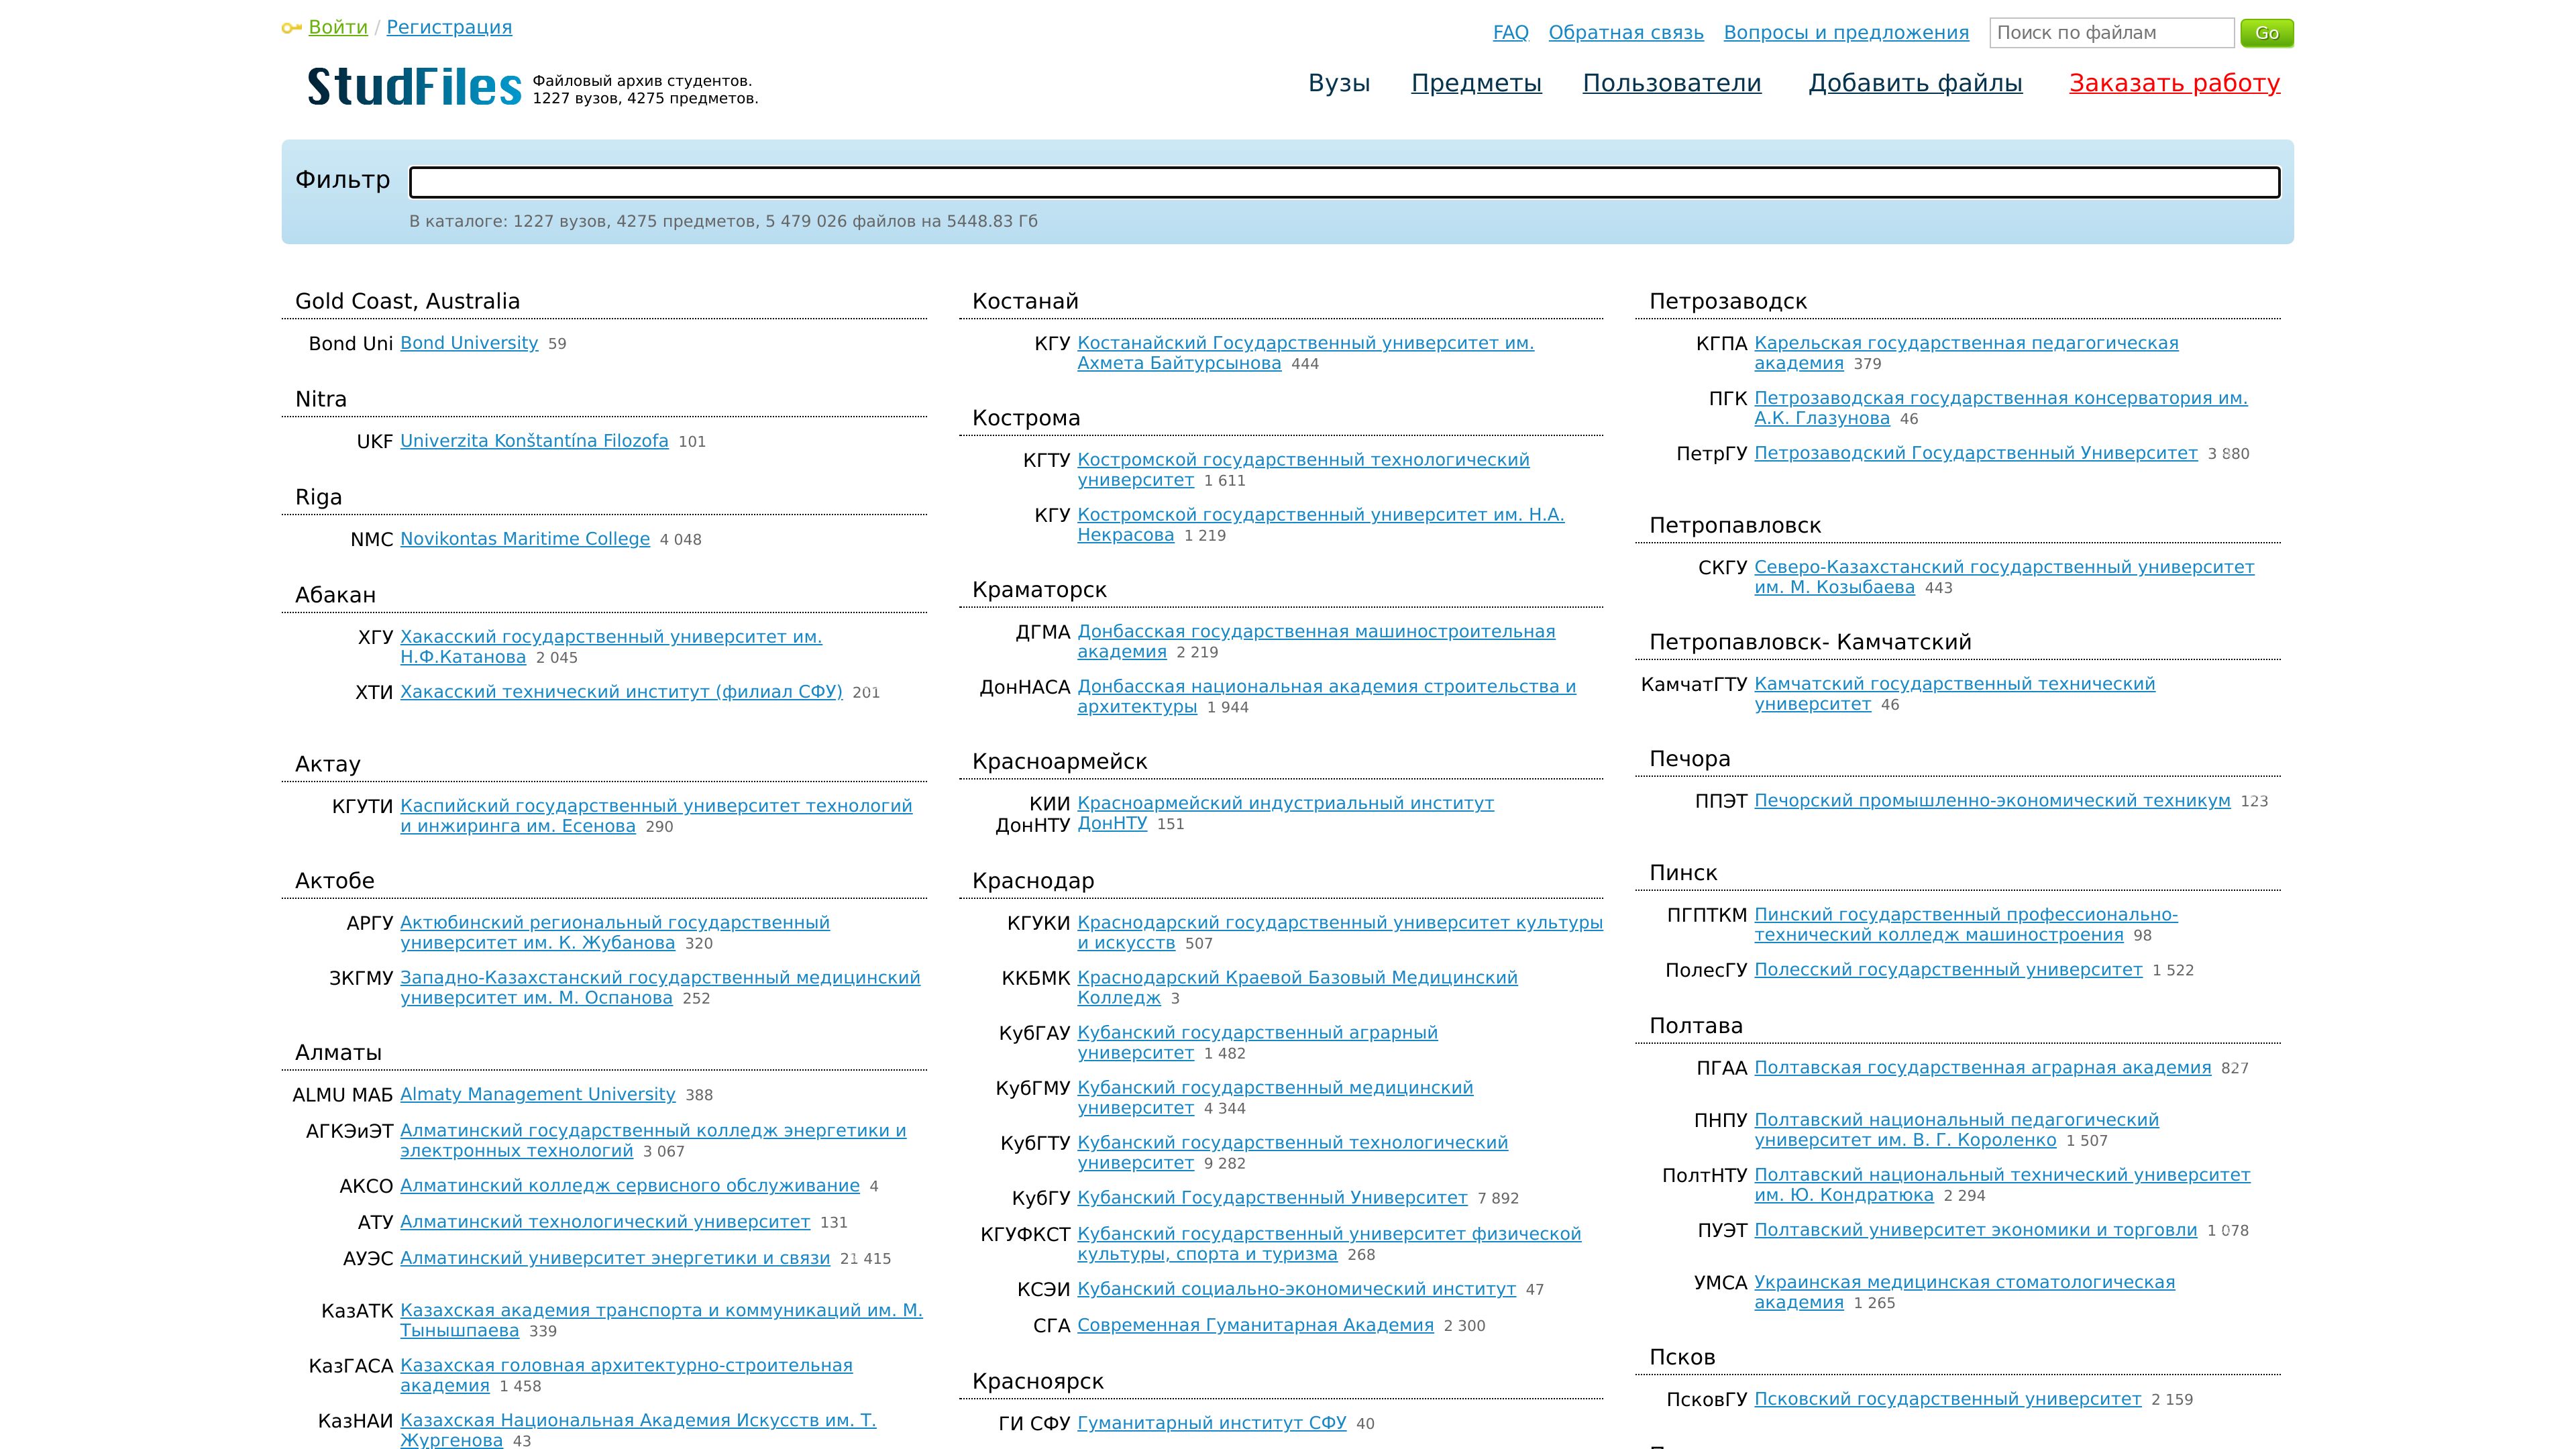 Войти / Регистрация
FAQ Обратная связь Вопросы и предложения Поиск по файлам Go
StudFiles
Файловый архив студентов.
1227 вузов, 4275 предметов.
Вузы Предметы Пользователи Добавить файлы Заказать работу
Фильтр
В каталоге: 1227 вузов, 4275 предметов, 5 479 026 файлов на 5448.83 Гб
Gold Coast, Australia
Bond Uni Bond University 59
Nitra
UKF Univerzita Konštantína Filozofa 101
Riga
NMC Novikontas Maritime College 4 048
Абакан
ХГУ Хакасский государственный университет им.
Н.Ф.Катанова 2 045
ХТИ Хакасский технический институт (филиал СФУ) 201
Актау
КГУТИ Каспийский государственный университет технологий
и инжиринга им. Есенова 290
Актобе
АРГУ Актюбинский региональный государственный
университет им. К. Жубанова 320
ЗКГМУ Западно-Казахстанский государственный медицинский
университет им. М. Оспанова 252
Алматы
ALMU МАБ Almaty Management University 388
АГКЭиЭТ Алматинский государственный колледж энергетики и
электронных технологий 3 067
АКСО Алматинский колледж сервисного обслуживание 4
АТУ Алматинский технологический университет 131
АУЭС Алматинский университет энергетики и связи 21 415
КазАТК Казахская академия транспорта и коммуникаций им. М.
Тынышпаева 339
КазГАСА Казахская головная архитектурно-строительная
академия 1 458
КазНАИ Казахская Национальная Академия Искусств им. Т.
Жургенова 43
Костанай
КГУ Костанайский Государственный университет им.
Ахмета Байтурсынова 444
Кострома
КГТУ Костромской государственный технологический
университет 1 611
КГУ Костромской государственный университет им. Н.А.
Некрасова 1 219
Краматорск
ДГМА Донбасская государственная машиностроительная
академия 2 219
ДонНАСА Донбасская национальная академия строительства и
архитектуры 1 944
Красноармейск
КИИ Красноармейский индустриальный институт
ДонНТУ ДонНТУ 151
Краснодар
КГУКИ Краснодарский государственный университет культуры
и искусств 507
ККБМК Краснодарский Краевой Базовый Медицинский
Колледж 3
КубГАУ Кубанский государственный аграрный
университет 1 482
КубГМУ Кубанский государственный медицинский
университет 4 344
КубГТУ Кубанский государственный технологический
университет 9 282
КубГУ Кубанский Государственный Университет 7 892
КГУФКСТ Кубанский государственный университет физической
культуры, спорта и туризма 268
КСЭИ Кубанский социально-экономический институт 47
СГА Современная Гуманитарная Академия 2 300
Красноярск
ГИ СФУ Гуманитарный институт СФУ 40
Петрозаводск
КГПА Карельская государственная педагогическая
академия 379
ПГК Петрозаводская государственная консерватория им.
А.К. Глазунова 46
ПетрГУ Петрозаводский Государственный Университет 3 880
Петропавловск
СКГУ Северо-Казахстанский государственный университет
им. М. Козыбаева 443
Петропавловск- Камчатский
КамчатГТУ Камчатский государственный технический
университет 46
Печора
ППЭТ Печорский промышленно-экономический техникум 123
Пинск
ПГПТКМ Пинский государственный профессионально-
технический колледж машиностроения 98
ПолесГУ Полесский государственный университет 1 522
Полтава
ПГАА Полтавская государственная аграрная академия 827
ПНПУ Полтавский национальный педагогический
университет им. В. Г. Короленко 1 507
ПолтНТУ Полтавский национальный технический университет
им. Ю. Кондратюка 2 294
ПУЭТ Полтавский университет экономики и торговли 1 078
УМСА Украинская медицинская стоматологическая
академия 1 265
Псков
ПсковГУ Псковский государственный университет 2 159